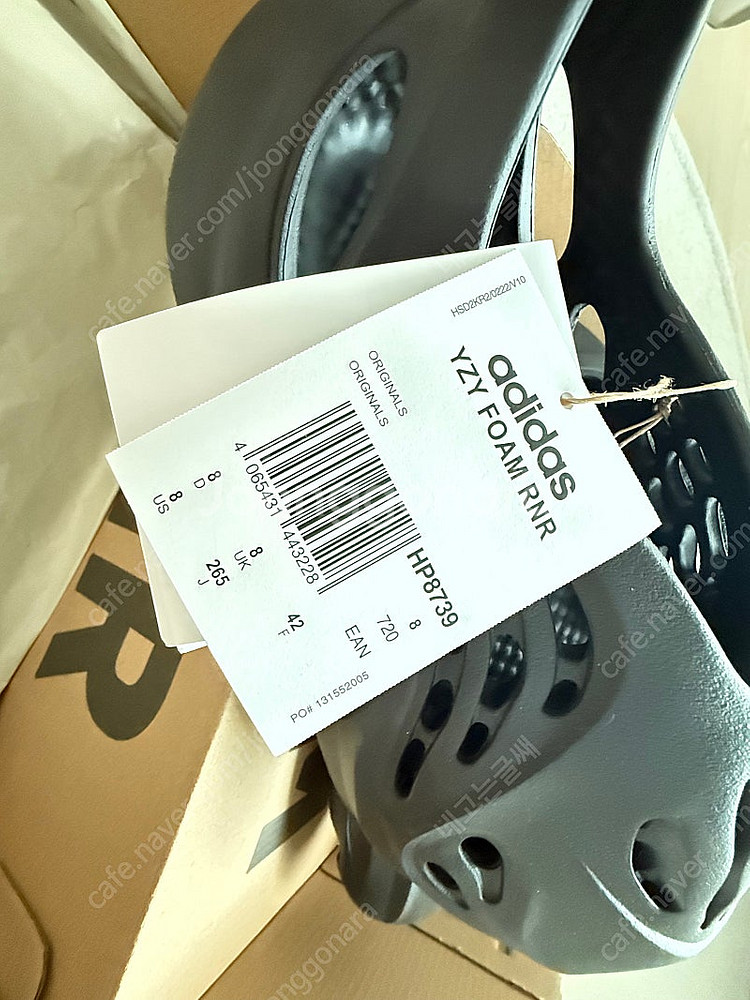 HSD2KR2/0222/V10
adidas
YZY FOAM RNR
ORIGINALS
ORIGINALS
4 065431 443228
HP8739
8
D
8
US
8
UK
265
J
42
F
8
720
EAN
PO# 131552005
cafe.naver.com/joonggonara